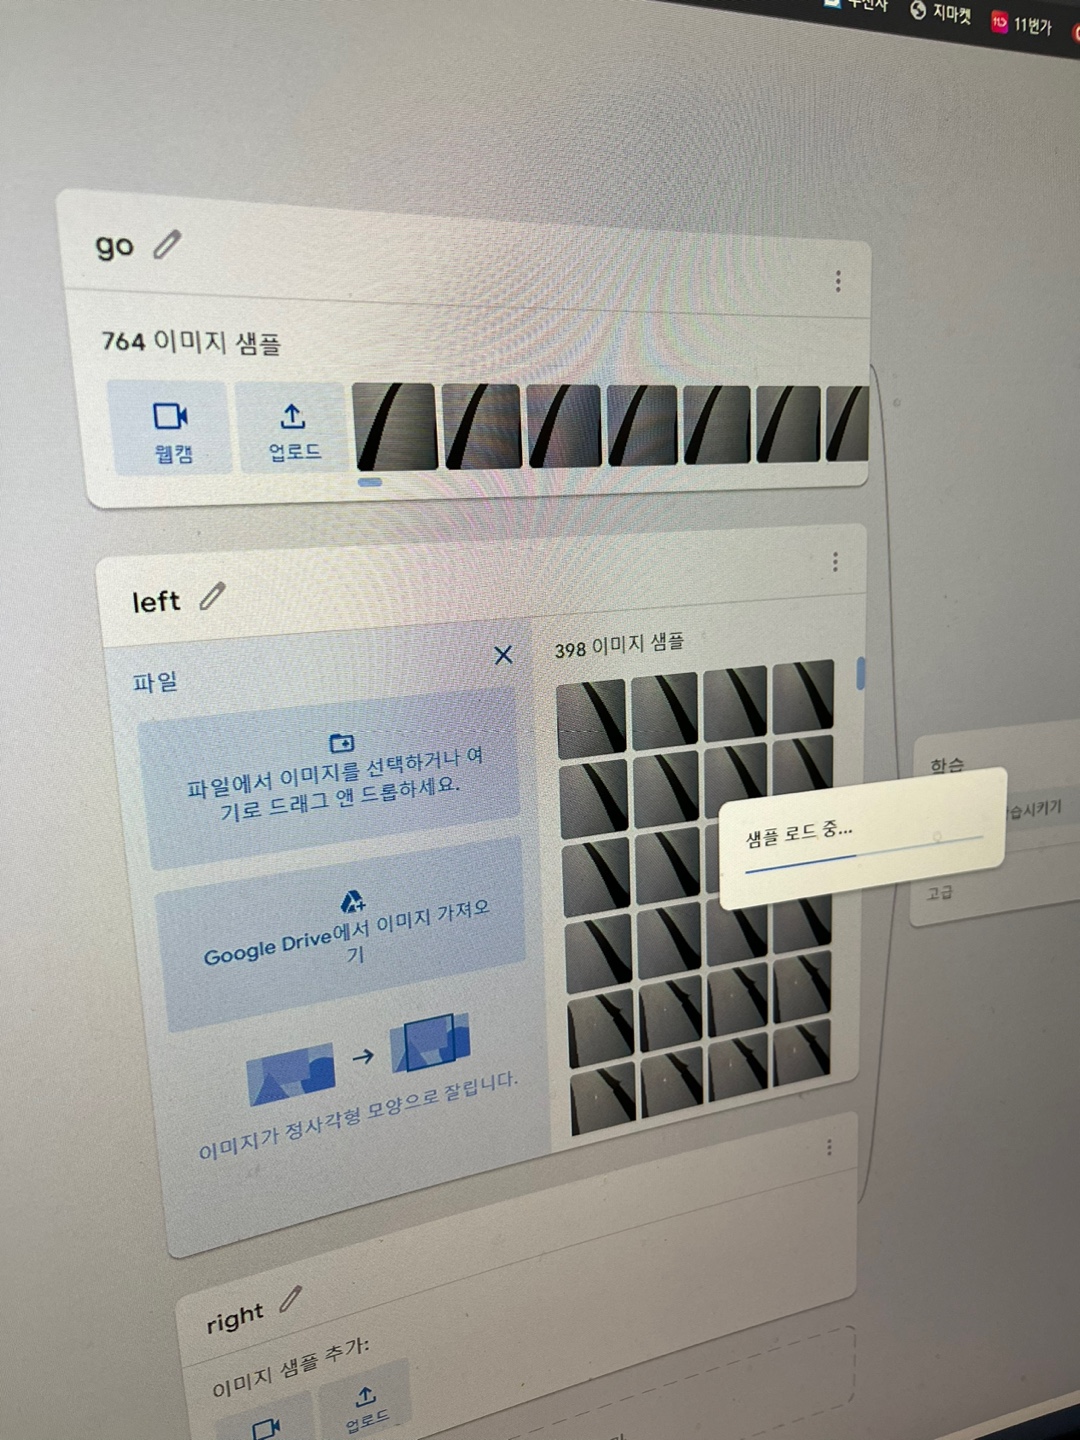 지마켓
11번가
go
764 이미지 샘플
웹캠
업로드
left
파일
398 이미지 샘플
파일에서 이미지를 선택하거나 여
기로 드래그 앤 드롭하세요.
Google Drive에서 이미지 가져오
기
이미지가 정사각형 모양으로 잘립니다.
샘플 로드 중...
학습
습시키기
고급
right
이미지 샘플 추가:
업로드